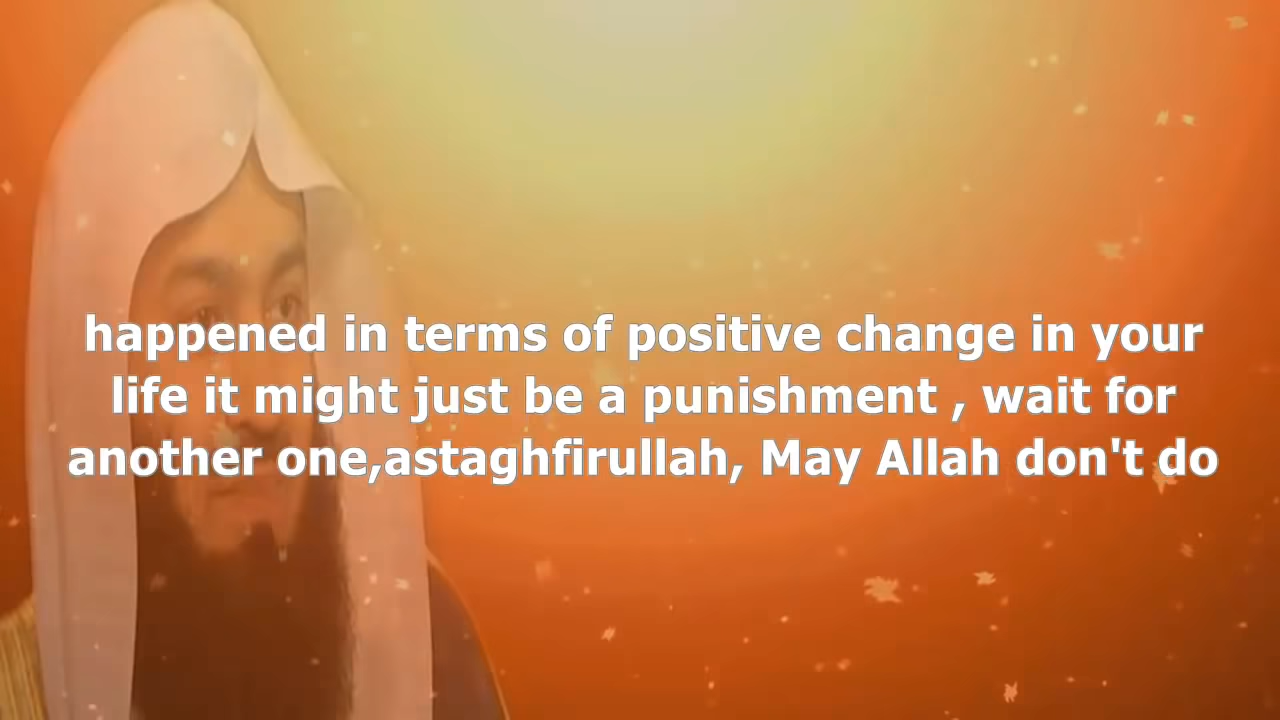 happened in terms of positive change in your
life it might just be a punishment , wait for
another one,astaghfirullah, May Allah don't do